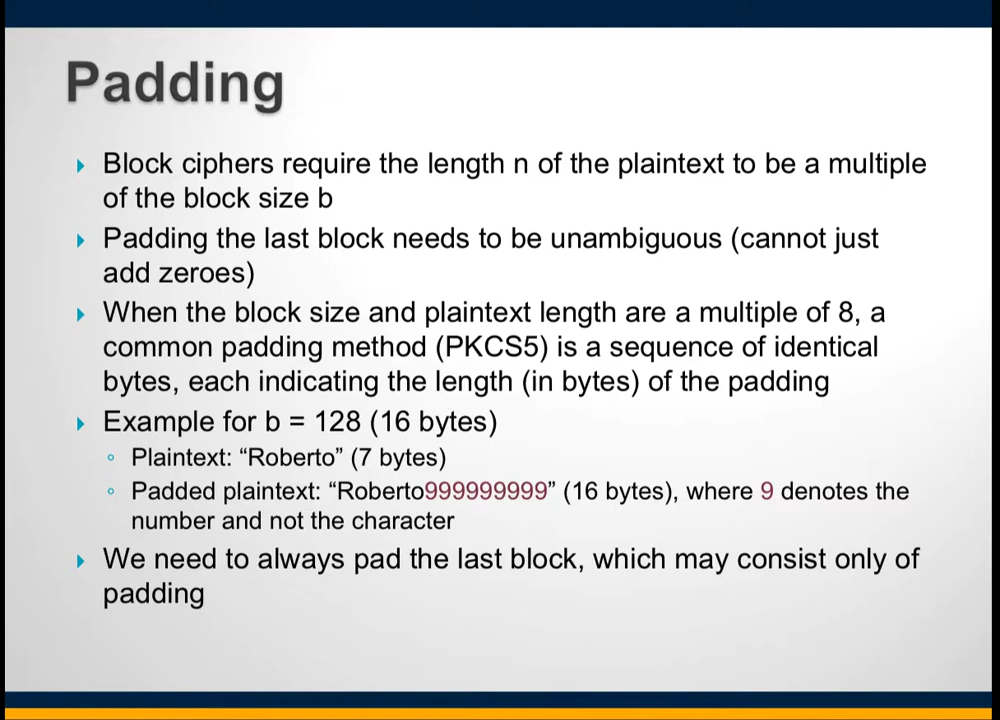 Padding
Block ciphers require the length n of the plaintext to be a multiple
of the block size b
Padding the last block needs to be unambiguous (cannot just
add zeroes)
When the block size and plaintext length are a multiple of 8, a
common padding method (PKCS5) is a sequence of identical
bytes, each indicating the length (in bytes) of the padding
Example for b = 128 (16 bytes)
Plaintext: “Roberto” (7 bytes)
Padded plaintext: “Roberto999999999” (16 bytes), where 9 denotes the
number and not the character
We need to always pad the last block, which may consist only of
padding